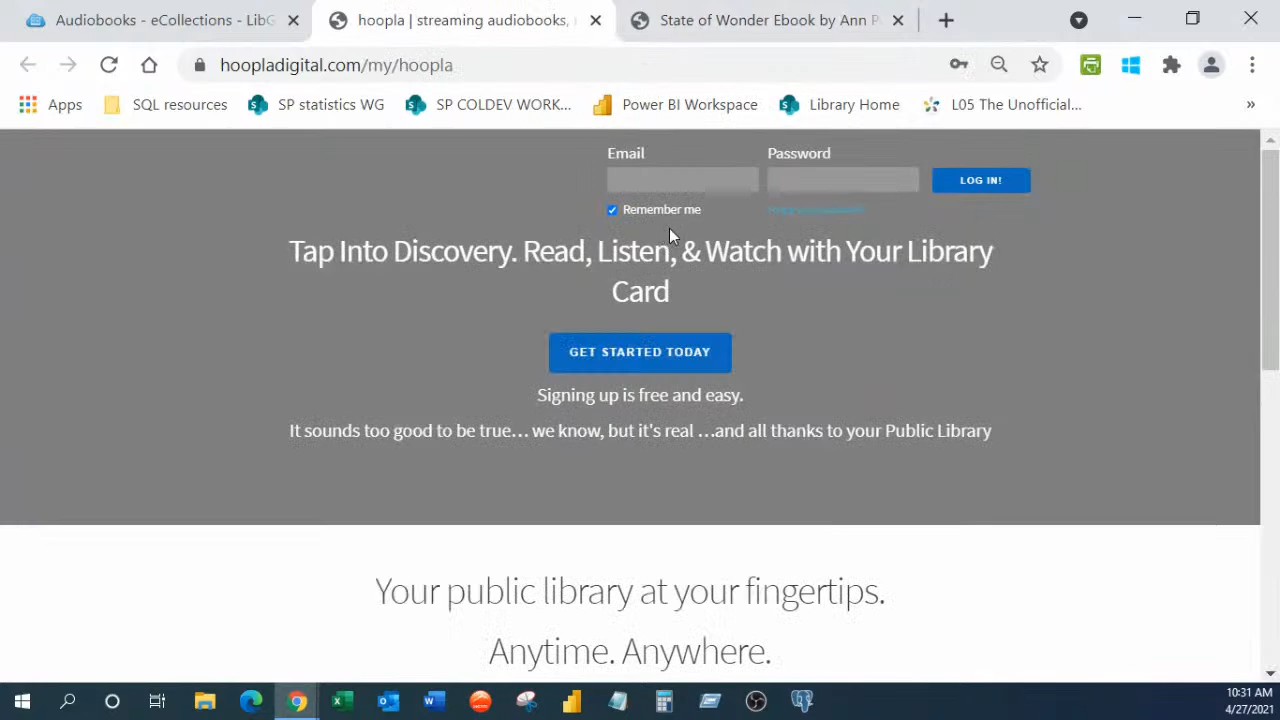 Audiobooks - eCollections - LibG
hoopla | streaming audiobooks,
State of Wonder Ebook by Ann P
hoopladigital.com/my/hoopla
Apps
SQL resources
SP statistics WG
SP COLDEV WORK...
Power BI Workspace
Library Home
L05 The Unofficial...
»
Email
Password
LOG IN!
Remember me
Tap Into Discovery. Read, Listen, & Watch with Your Library
Card
GET STARTED TODAY
Signing up is free and easy.
It sounds too good to be true... we know, but it's real ...and all thanks to your Public Library
Your public library at your fingertips.
Anytime. Anywhere.
10:31 AM
4/27/2021